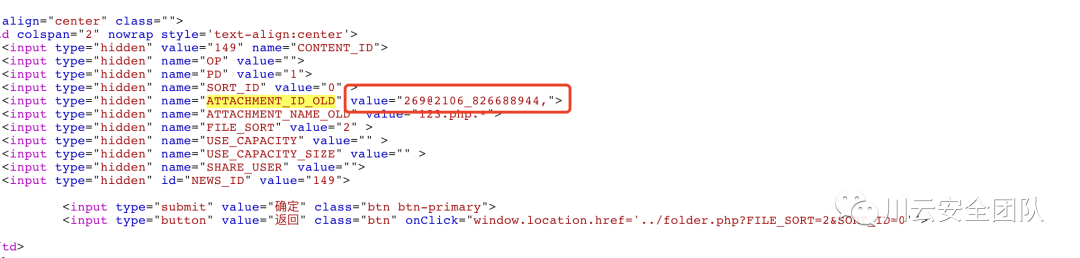 align="center" class="">
d colspan="2" nowrap style='text-align:center'>
<input type="hidden" value="149" name="CONTENT_ID">
<input type="hidden" name="OP" value="">
<input type="hidden" name="PD" value="1">
<input type="hidden" name="SORT_ID" value="0" >
<input type="hidden" name="ATTACHMENT_ID_OLD" value="269@2106_826688944,">
<input type="hidden" name="ATTACHMENT_NAME_OLD" value="123.php.*">
<input type="hidden" name="FILE_SORT" value="2" >
<input type="hidden" name="USE_CAPACITY" value="" >
<input type="hidden" name="USE_CAPACITY_SIZE" value="" >
<input type="hidden" name="SHARE_USER" value="">
<input type="hidden" id="NEWS_ID" value="149">
<input type="submit" value="确定" class="btn btn-primary">
<input type="button" value="返回" class="btn" onClick="window.location.href='../folder.php?FILE_SORT=2&SORT_ID=0'
td>
川云安全团队